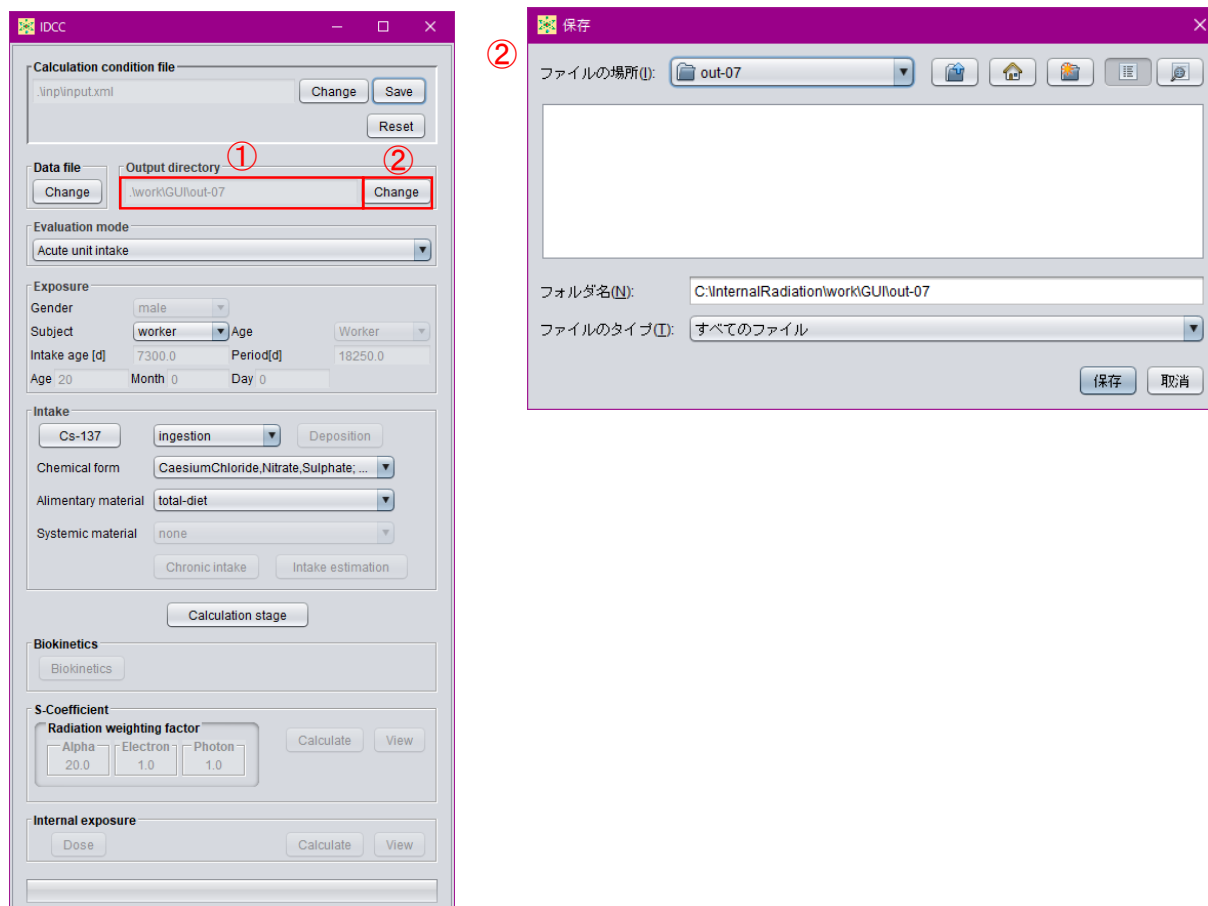 IDCC
Calculation condition file
.\inp\input.xml
Change
Save
Reset
①
②
Data file
Output directory
Change
.\work\GUI\out-07
Change
Evaluation mode
Acute unit intake
Exposure
Gender
male
Subject
worker
Age
Worker
Intake age [d]
7300.0
Period[d]
18250.0
Age 20
Month 0
Day 0
Intake
Cs-137
ingestion
Deposition
Chemical form
CaesiumChloride,Nitrate,Sulphate; ...
Alimentary material
total-diet
Systemic material
none
Chronic intake
Intake estimation
Calculation stage
Biokinetics
Biokinetics
S-Coefficient
Radiation weighting factor
Alpha
Electron
Photon
20.0
1.0
1.0
Calculate
View
Internal exposure
Dose
Calculate
View
②
保存
ファイルの場所(I):
out-07
フォルダ名(N):
C:\InternalRadiation\work\GUI\out-07
ファイルのタイプ(T):
すべてのファイル
保存
取消